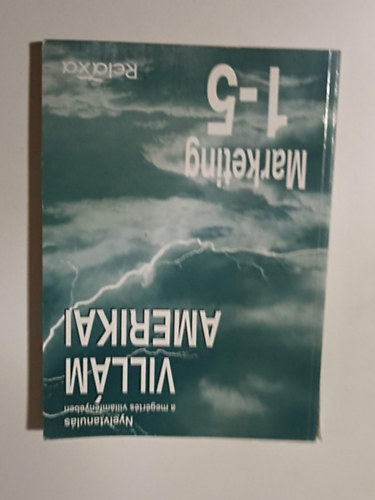 Nyelvtanulás
a megértés villámfényében
VILLÁM
AMERIKAI
Marketing
1-5
Relaxa